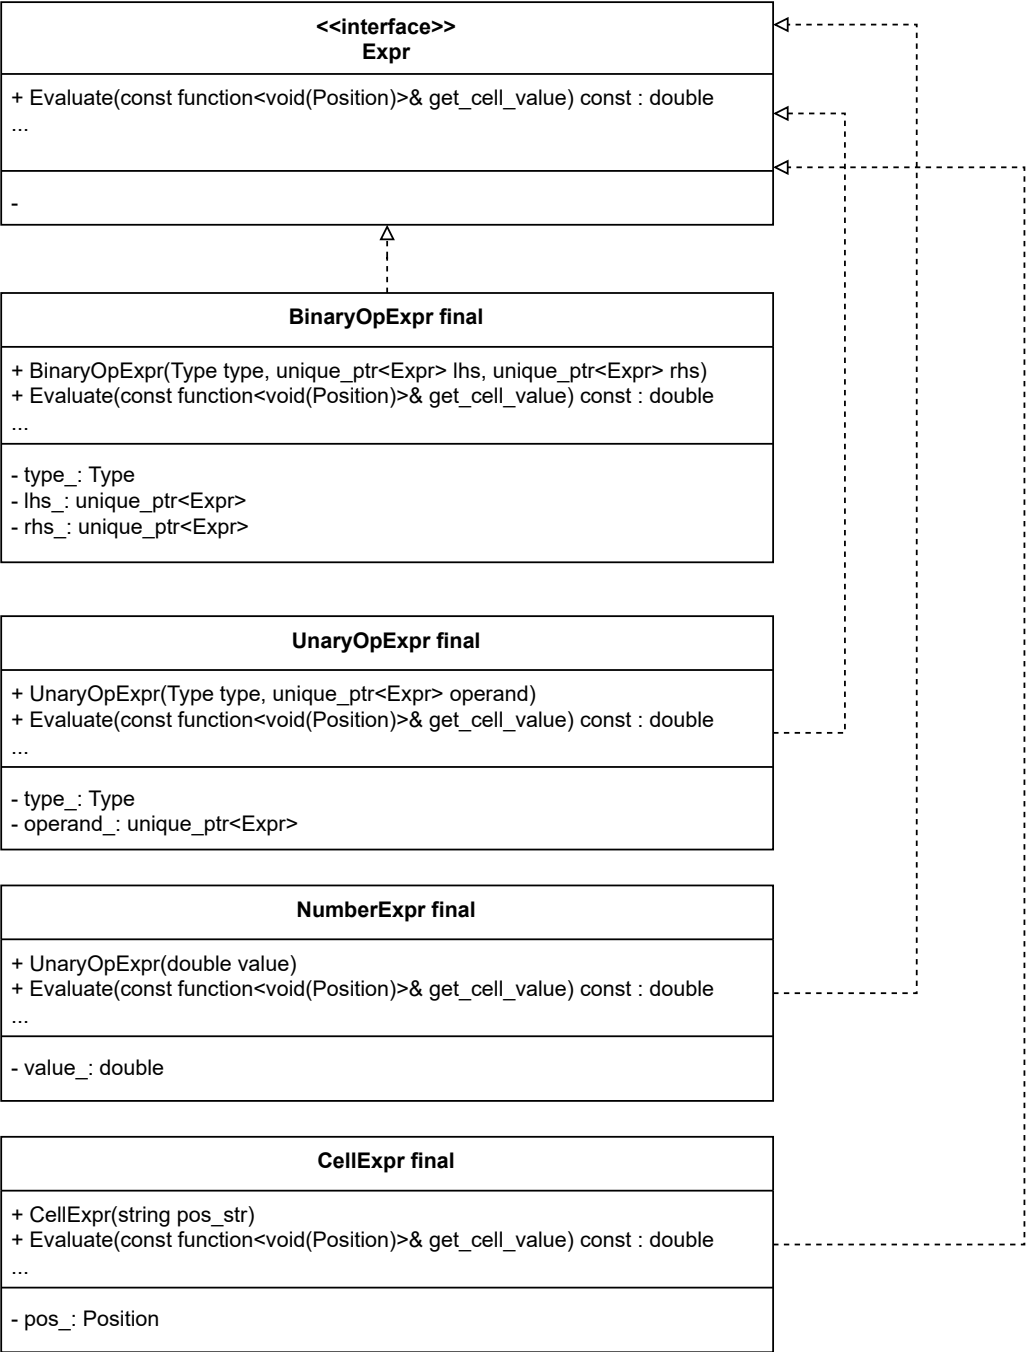 <<interface>>
Expr
+ Evaluate(const function<void(Position)>& get_cell_value) const : double
...
-
BinaryOpExpr final
+ BinaryOpExpr(Type type, unique_ptr<Expr> lhs, unique_ptr<Expr> rhs)
+ Evaluate(const function<void(Position)>& get_cell_value) const : double
...
- type_: Type
- lhs_: unique_ptr<Expr>
- rhs_: unique_ptr<Expr>
UnaryOpExpr final
+ UnaryOpExpr(Type type, unique_ptr<Expr> operand)
+ Evaluate(const function<void(Position)>& get_cell_value) const : double
...
- type_: Type
- operand_: unique_ptr<Expr>
NumberExpr final
+ UnaryOpExpr(double value)
+ Evaluate(const function<void(Position)>& get_cell_value) const : double
...
- value_: double
CellExpr final
+ CellExpr(string pos_str)
+ Evaluate(const function<void(Position)>& get_cell_value) const : double
...
- pos_: Position